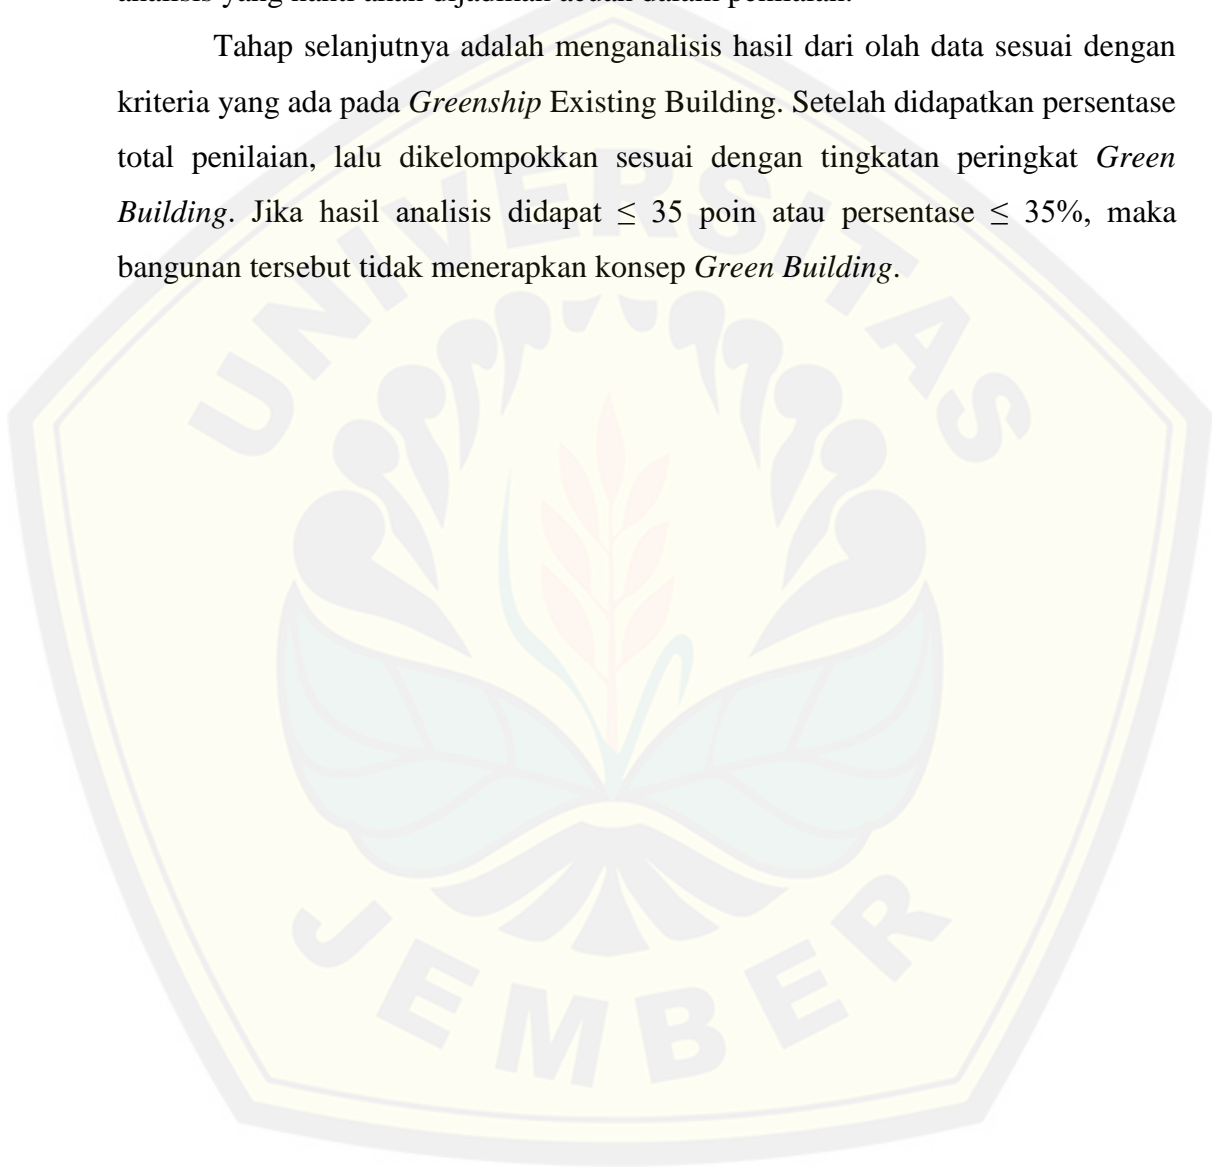 Tahap selanjutnya adalah menganalisis hasil dari olah data sesuai dengan
kriteria yang ada pada Greenship Existing Building. Setelah didapatkan persentase
total penilaian, lalu dikelompokkan sesuai dengan tingkatan peringkat Green
Building. Jika hasil analisis didapat ≤ 35 poin atau persentase ≤ 35%, maka
bangunan tersebut tidak menerapkan konsep Green Building.
UNIVERSITAS
JEMBER